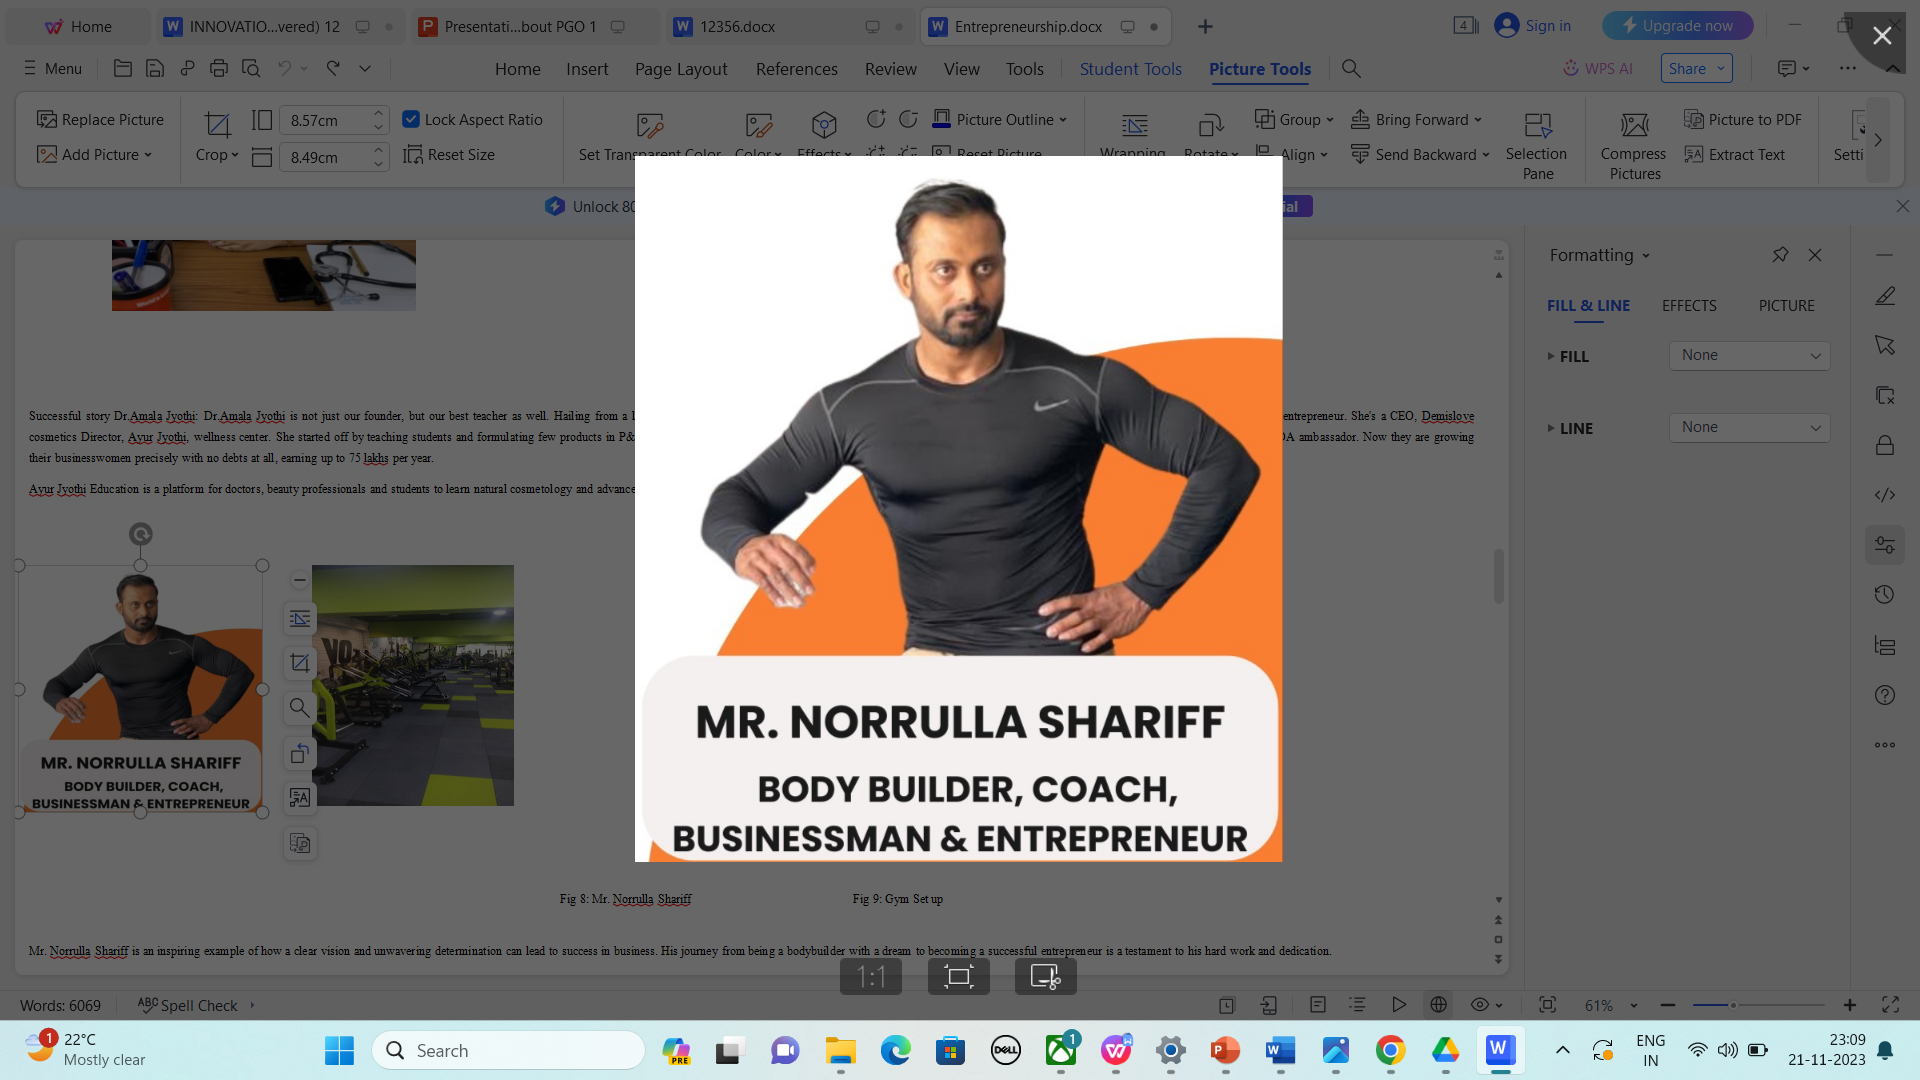 Home
INNOVATIO...vered) 12
Presentati...bout PGO 1
12356.docx
Entrepreneurship.docx
4
Sign in
Upgrade now
Menu
Home Insert Page Layout References Review View Tools Student Tools Picture Tools
WPS AI
Share
Replace Picture
Add Picture
Crop
8.57cm
8.49cm
Lock Aspect Ratio
Reset Size
Set Transparent Color
Color
Effects
Picture Outline
Reset Picture
Wrapping
Rotate
Group
Align
Bring Forward
Send Backward
Selection
Pane
Compress
Pictures
Picture to PDF
Extract Text
Setti
Unlock 80
ial
Successful story Dr.Amala Jyothi: Dr.Amala Jyothi is not just our founder, but our best teacher as well. Hailing from a l
entrepreneur. She's a CEO, Demislove
cosmetics Director, Ayur Jyothi, wellness center. She started off by teaching students and formulating few products in P&
DA ambassador. Now they are growing
their businesswomen precisely with no debts at all, earning up to 75 lakhs per year.
Ayur Jyothi Education is a platform for doctors, beauty professionals and students to learn natural cosmetology and advance
MR. NORRULLA SHARIFF
BODY BUILDER, COACH,
BUSINESSMAN & ENTREPRENEUR
MR. NORRULLA SHARIFF
BODY BUILDER, COACH,
BUSINESSMAN & ENTREPRENEUR
Fig 8: Mr. Norrulla Shariff
Fig 9: Gym Set up
Mr. Norrulla Shariff is an inspiring example of how a clear vision and unwavering determination can lead to success in business. His journey from being a bodybuilder with a dream to becoming a successful entrepreneur is a testament to his hard work and dedication.
1:1
Formatting
FILL & LINE EFFECTS PICTURE
FILL None
LINE None
Words: 6069
Spell Check
61%
1
22°C
Mostly clear
Search
PRE
DELL
1
ENG
IN
23:09
21-11-2023